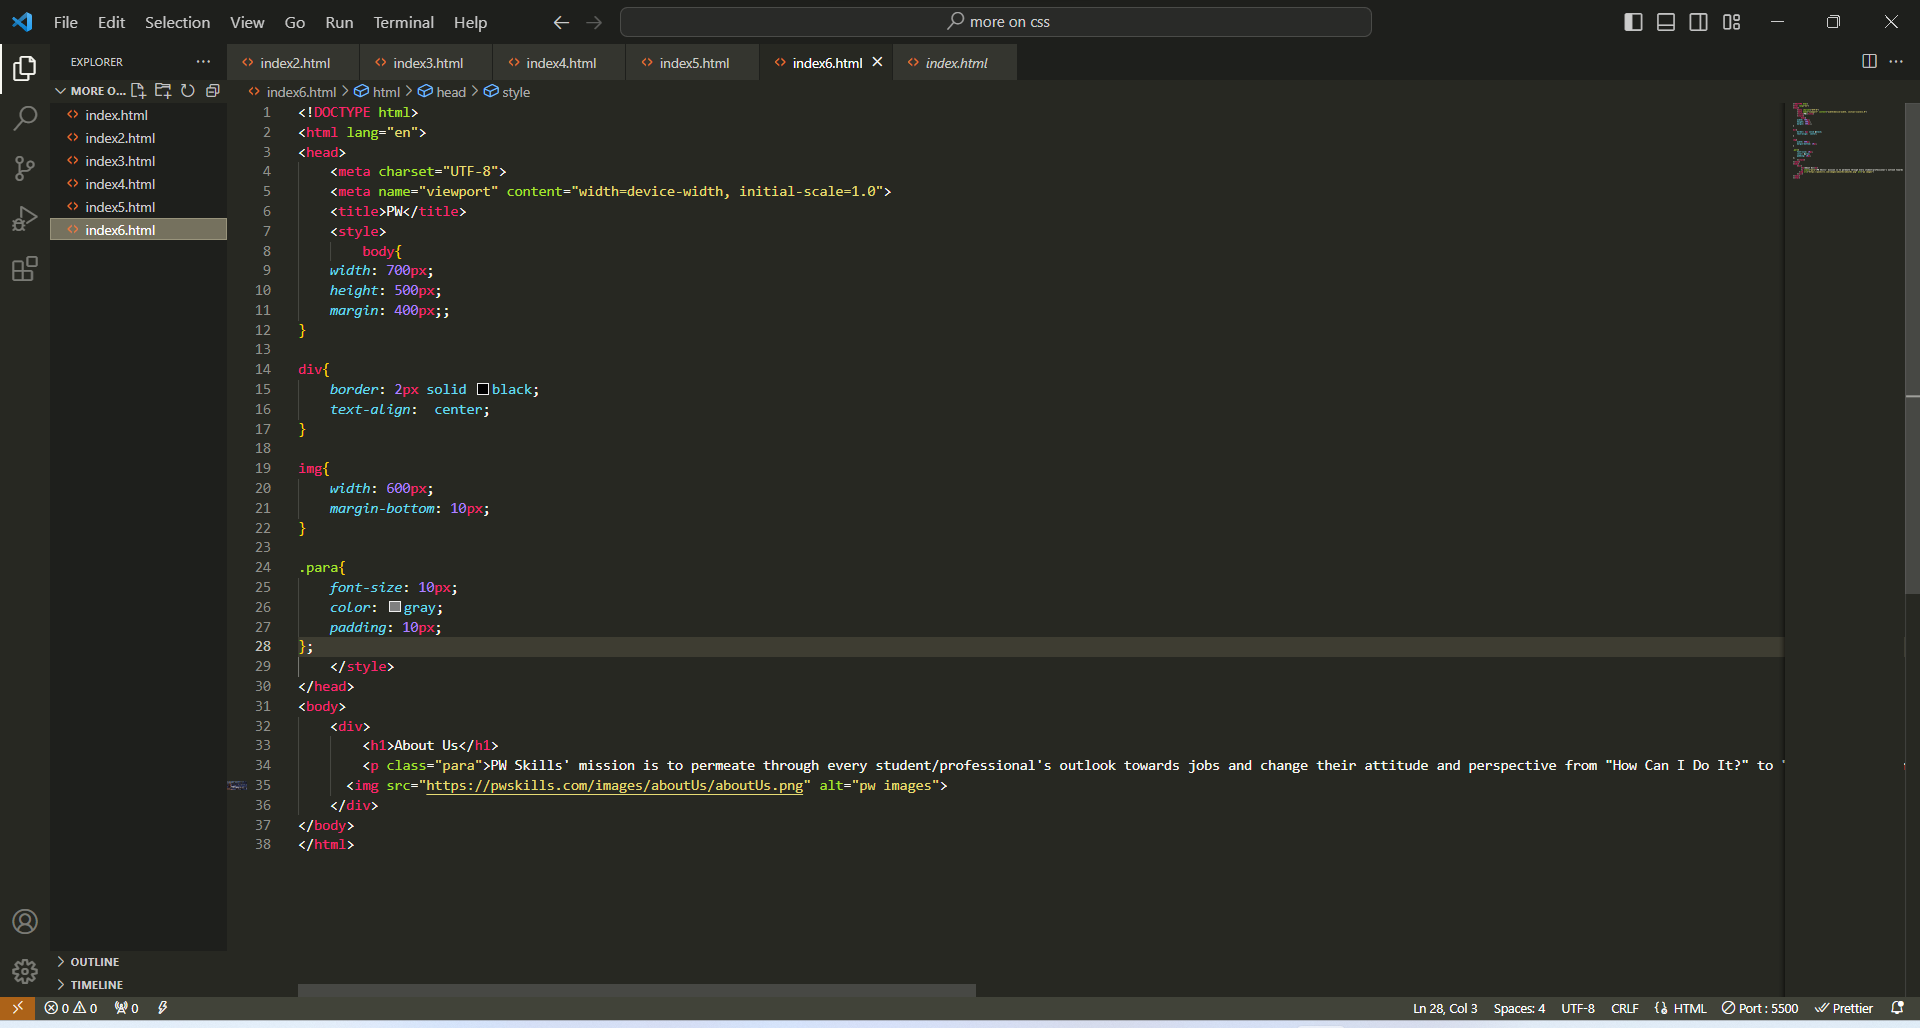 File Edit Selection View Go Run Terminal Help
more on css
EXPLORER
index2.html
index3.html
index4.html
index5.html
index6.html
index.html
MORE O...
index6.html > html > head > style
index.html
index2.html
index3.html
index4.html
index5.html
index6.html
1 <!DOCTYPE html>
2 <html lang="en">
3 <head>
4 <meta charset="UTF-8">
5 <meta name="viewport" content="width=device-width, initial-scale=1.0">
6 <title>PW</title>
7 <style>
8 body{
9 width: 700px;
10 height: 500px;
11 margin: 400px;;
12 }
13
14 div{
15 border: 2px solid black;
16 text-align:  center;
17 }
18
19 img{
20 width: 600px;
21 margin-bottom: 10px;
22 }
23
24 .para{
25 font-size: 10px;
26 color: gray;
27 padding: 10px;
28 };
29 </style>
30 </head>
31 <body>
32 <div>
33 <h1>About Us</h1>
34 <p class="para">PW Skills' mission is to permeate through every student/professional's outlook towards jobs and change their attitude and perspective from "How Can I Do It?" to
35 <img src="https://pwskills.com/images/aboutUs/aboutUs.png" alt="pw images">
36 </div>
37 </body>
38 </html>
OUTLINE
TIMELINE
0 0 0 Ln 28, Col 3 Spaces: 4 UTF-8 CRLF HTML Port : 5500 Prettier